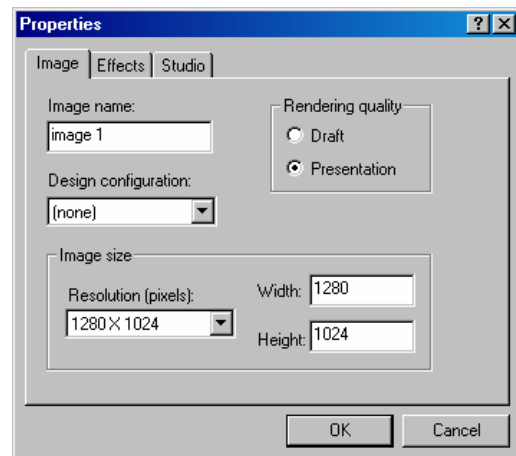 Properties
Image Effects Studio
Image name:
image 1
Design configuration:
(none)
Rendering quality
Draft
Presentation
Image size
Resolution (pixels):
1280 X 1024
Width: 1280
Height: 1024
OK Cancel